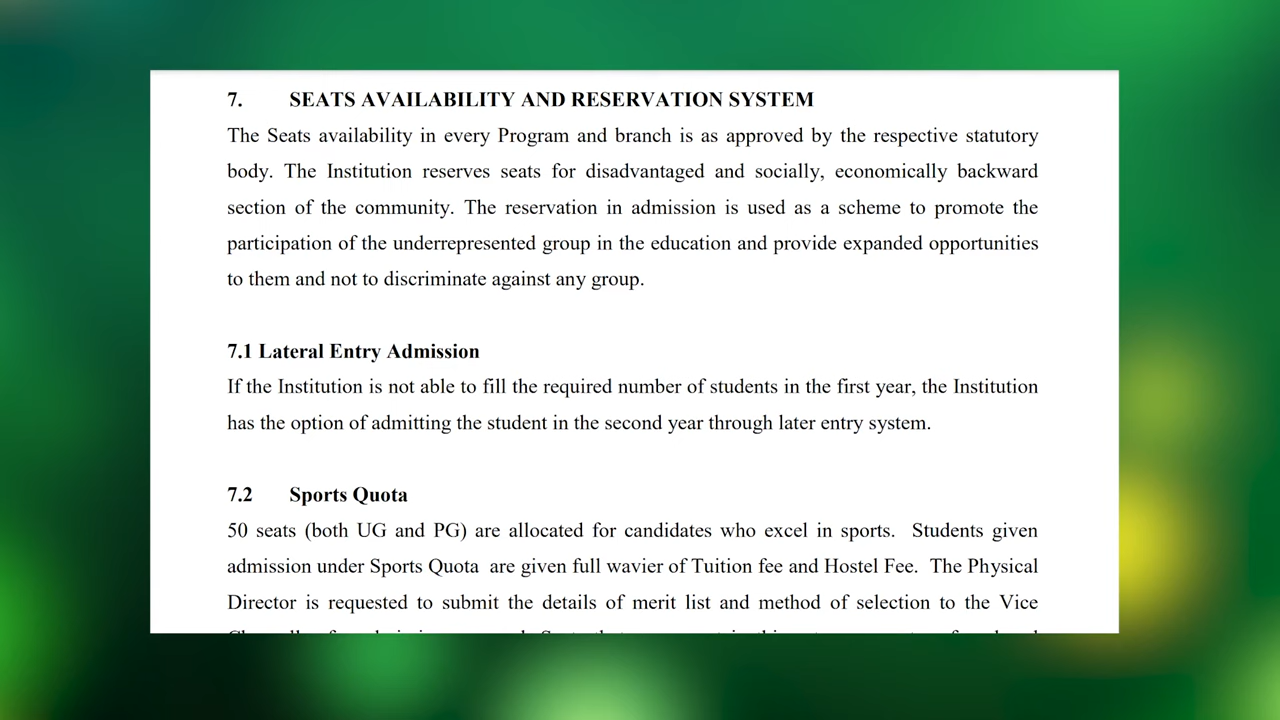 7. SEATS AVAILABILITY AND RESERVATION SYSTEM
The Seats availability in every Program and branch is as approved by the respective statutory
body. The Institution reserves seats for disadvantaged and socially, economically backward
section of the community. The reservation in admission is used as a scheme to promote the
participation of the underrepresented group in the education and provide expanded opportunities
to them and not to discriminate against any group.
7.1 Lateral Entry Admission
If the Institution is not able to fill the required number of students in the first year, the Institution
has the option of admitting the student in the second year through later entry system.
7.2 Sports Quota
50 seats (both UG and PG) are allocated for candidates who excel in sports. Students given
admission under Sports Quota are given full wavier of Tuition fee and Hostel Fee. The Physical
Director is requested to submit the details of merit list and method of selection to the Vice